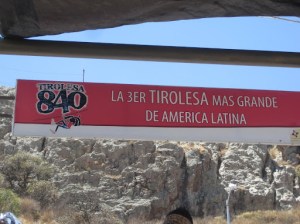 TIROLESA
840
LA 3ER TIROLESA MAS GRANDE
DE AMERICA LATINA